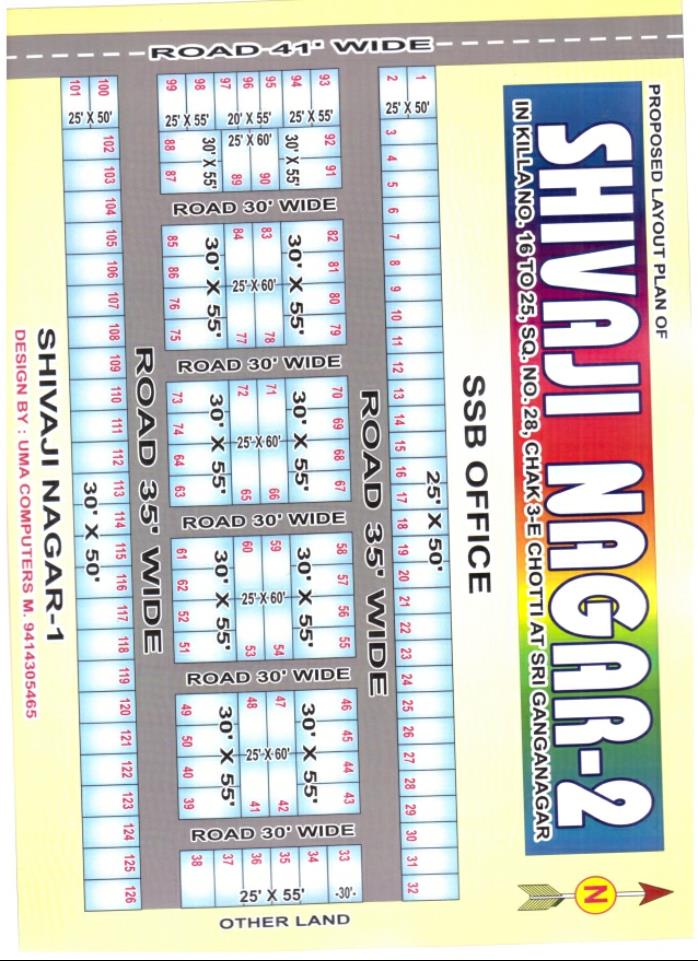 PROPOSED LAYOUT PLAN OF
SHIVAJI NAGAR-2
IN KILLA NO. 16 TO 25, SQ. NO. 28, CHAK 3-E CHOTTI AT SRI GANGANAGAR
N
SSB OFFICE
25' X 50'
1
2 25' X 50' 3 4 5 6 7 8 9 10 11 12 13 14 15 16 17 18 19 20 21 22 23 24 25 26 27 28 29 30 31 32
ROAD 35' WIDE
ROAD 41' WIDE
93 92 91 82 81 80 79 70 69 68 67 58 57 56 55 46 45 44 43 33 -30'-
94 25' X 55' 30' X 55' 30' X 55' 30' X 55' 30' X 55' 30' X 55' 34
95 90 83 78 71 66 59 54 47 42 35
96 20' X 55' 25' X 60' 25'X60' 25'X60' 25'X60' 25'X60' 36 25' X 55'
97 89 84 77 72 65 60 53 48 41 37
98 25' X 55' 30' X 55' 30' X 55' 30' X 55' 30' X 55' 30' X 55' 38
99 88 87 85 86 76 75 73 74 64 63 61 62 52 51 49 50 40 39
ROAD 30' WIDE
ROAD 30' WIDE
ROAD 30' WIDE
ROAD 30' WIDE
ROAD 30' WIDE
OTHER LAND
ROAD 35' WIDE
100 102 103 104 105 106 107 108 109 110 111 112 113 114 115 116 117 118 119 120 121 122 123 124 125 126
101 25' X 50'
30' X 50'
SHIVAJI NAGAR-1
DESIGN BY : UMA COMPUTERS M. 9414305465